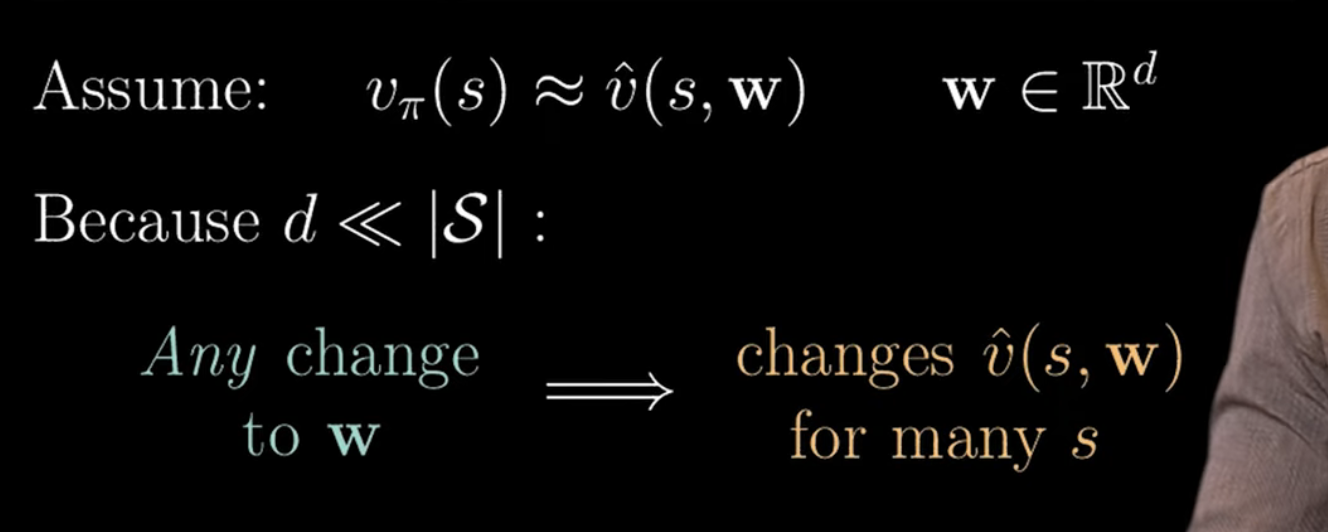 Assume: v_π(s) ≈ v̂(s, w) w ∈ ℝ^d
Because d ≪ |𝒮| :
Any change
to w
⟹
changes v̂(s, w)
for many s